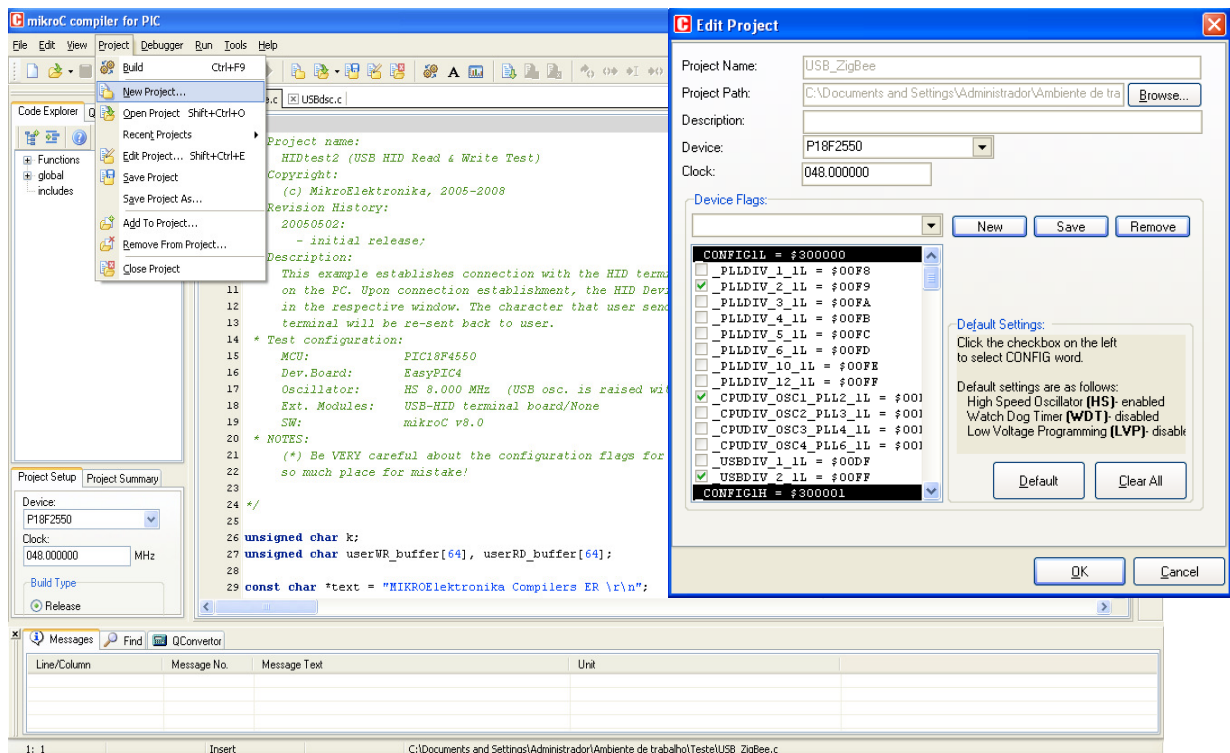 mikroC compiler for PIC
File Edit View Project Debugger Run Tools Help
Build Ctrl+F9
New Project...
Open Project Shift+Ctrl+O
Recent Projects
Edit Project... Shift+Ctrl+E
Save Project
Save Project As...
Add To Project...
Remove From Project...
Close Project
Code Explorer
Functions
global
includes
.c USBdsc.c
Project name:
HIDtest2 (USB HID Read & Write Test)
Copyright:
(c) MikroElektronika, 2005-2008
Revision History:
20050502:
- initial release;
Description:
This example establishes connection with the HID
11 on the PC. Upon connection establishment, the HID
12 in the respective window. The character that user
13 terminal will be re-sent back to user.
14 * Test configuration:
15 MCU: PIC18F4550
16 Dev.Board: EasyPIC4
17 Oscillator: HS 8.000 MHz (USB osc. is raised
18 Ext. Modules: USB-HID terminal board/None
19 SW: mikroC v8.0
20 * NOTES:
21 (*) Be VERY careful about the configuration flags for
22 so much place for mistake!
23
24 */
25
26 unsigned char k;
27 unsigned char userWR_buffer[64], userRD_buffer[64];
28
29 const char *text = "MIKROElektronika Compilers ER \r\n";
Project Setup Project Summary
Device:
P18F2550
Clock:
048.000000 MHz
Build Type
Release
Messages Find QConvertor
Line/Column Message No. Message Text Unit
1: 1 Insert C:\Documents and Settings\Administrador\Ambiente de trabalho\Teste\USB_ZigBee.c
Edit Project
Project Name: USB_ZigBee
Project Path: C:\Documents and Settings\Administrador\Ambiente de tra Browse...
Description:
Device: P18F2550
Clock: 048.000000
Device Flags:
New Save Remove
_CONFIG1L = $300000
_PLLDIV_1_1L = $00F8
_PLLDIV_2_1L = $00F9
_PLLDIV_3_1L = $00FA
_PLLDIV_4_1L = $00FB
_PLLDIV_5_1L = $00FC
_PLLDIV_6_1L = $00FD
_PLLDIV_10_1L = $00FE
_PLLDIV_12_1L = $00FF
_CPUDIV_OSC1_PLL2_1L =
_CPUDIV_OSC2_PLL3_1L =
_CPUDIV_OSC3_PLL4_1L =
_CPUDIV_OSC4_PLL6_1L =
_USBDIV_1_1L = $00DF
_USBDIV_2_1L = $00FF
_CONFIG1H = $300001
Default Settings:
Click the checkbox on the left
to select CONFIG word.
Default settings are as follows:
High Speed Oscillator (HS)- enabled
Watch Dog Timer (WDT)- disabled
Low Voltage Programming (LVP)- disable
Default Clear All
OK Cancel